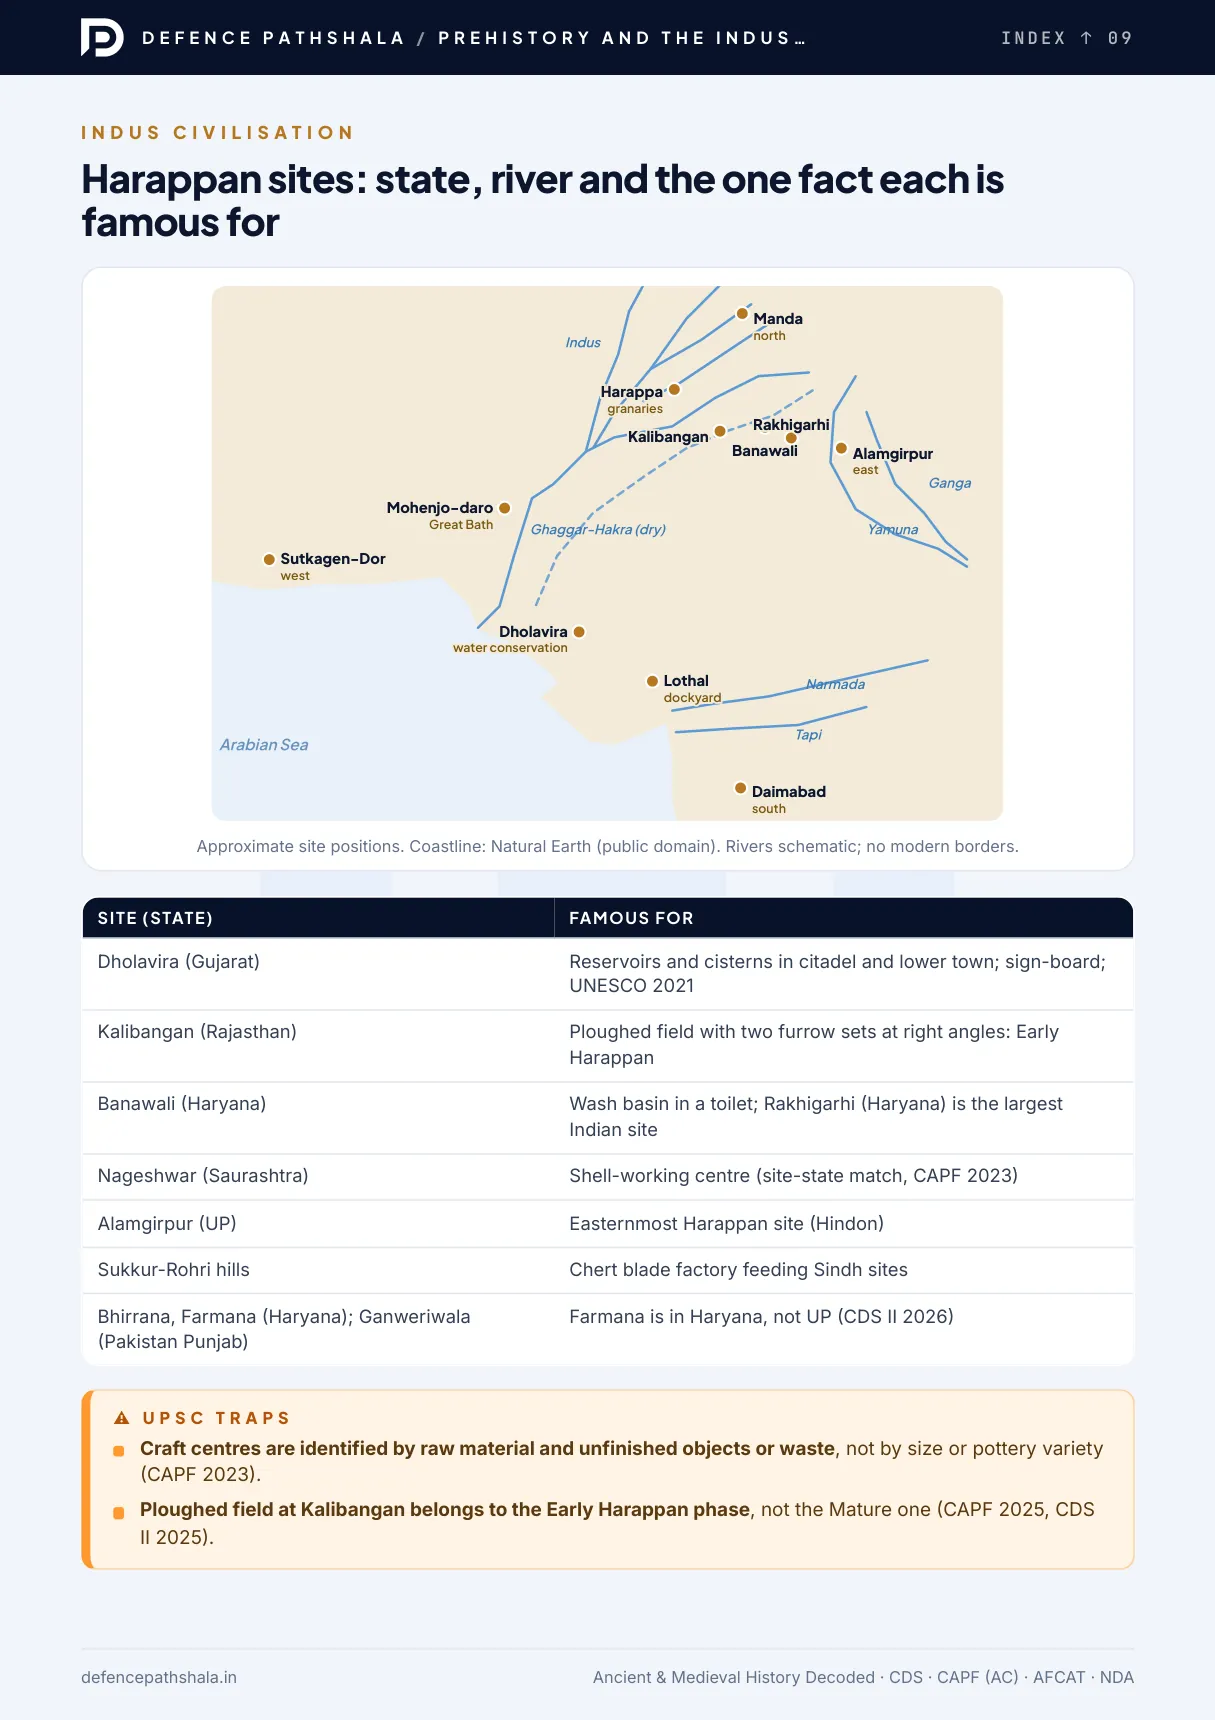 DEFENCE PATHSHALA / PREHISTORY AND THE INDUS…
INDEX ↑ 09
INDUS CIVILISATION
Harappan sites: state, river and the one fact each is
famous for
Indus
Manda
north
Harappa
granaries
Kalibangan
Rakhigarhi
Banawali
Alamgirpur
east
Ganga
Yamuna
Mohenjo-daro
Great Bath
Ghaggar-Hakra (dry)
Sutkagen-Dor
west
Dholavira
water conservation
Lothal
dockyard
Narmada
Tapi
Arabian Sea
Daimabad
south
Approximate site positions. Coastline: Natural Earth (public domain). Rivers schematic; no modern borders.
SITE (STATE)
FAMOUS FOR
Dholavira (Gujarat)
Reservoirs and cisterns in citadel and lower town; sign-board;
UNESCO 2021
Kalibangan (Rajasthan)
Ploughed field with two furrow sets at right angles: Early
Harappan
Banawali (Haryana)
Wash basin in a toilet; Rakhigarhi (Haryana) is the largest
Indian site
Nageshwar (Saurashtra)
Shell-working centre (site-state match, CAPF 2023)
Alamgirpur (UP)
Easternmost Harappan site (Hindon)
Sukkur-Rohri hills
Chert blade factory feeding Sindh sites
Bhirrana, Farmana (Haryana); Ganweriwala
(Pakistan Punjab)
Farmana is in Haryana, not UP (CDS II 2026)
⚠ UPSC TRAPS
Craft centres are identified by raw material and unfinished objects or waste, not by size or pottery variety
(CAPF 2023).
Ploughed field at Kalibangan belongs to the Early Harappan phase, not the Mature one (CAPF 2025, CDS
II 2025).
defencepathshala.in
Ancient & Medieval History Decoded · CDS · CAPF (AC) · AFCAT · NDA